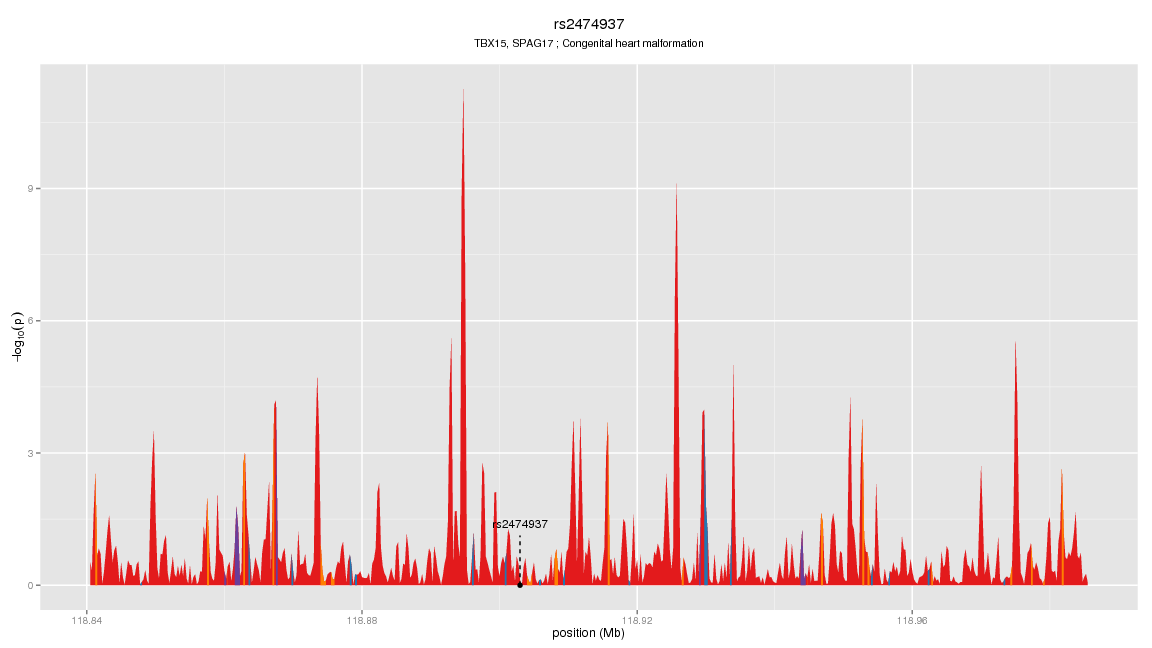 rs2474937
TBX15, SPAG17 ; Congenital heart malformation
−log10(p)
9
6
3
0
rs2474937
118.84
118.88
118.92
118.96
position (Mb)